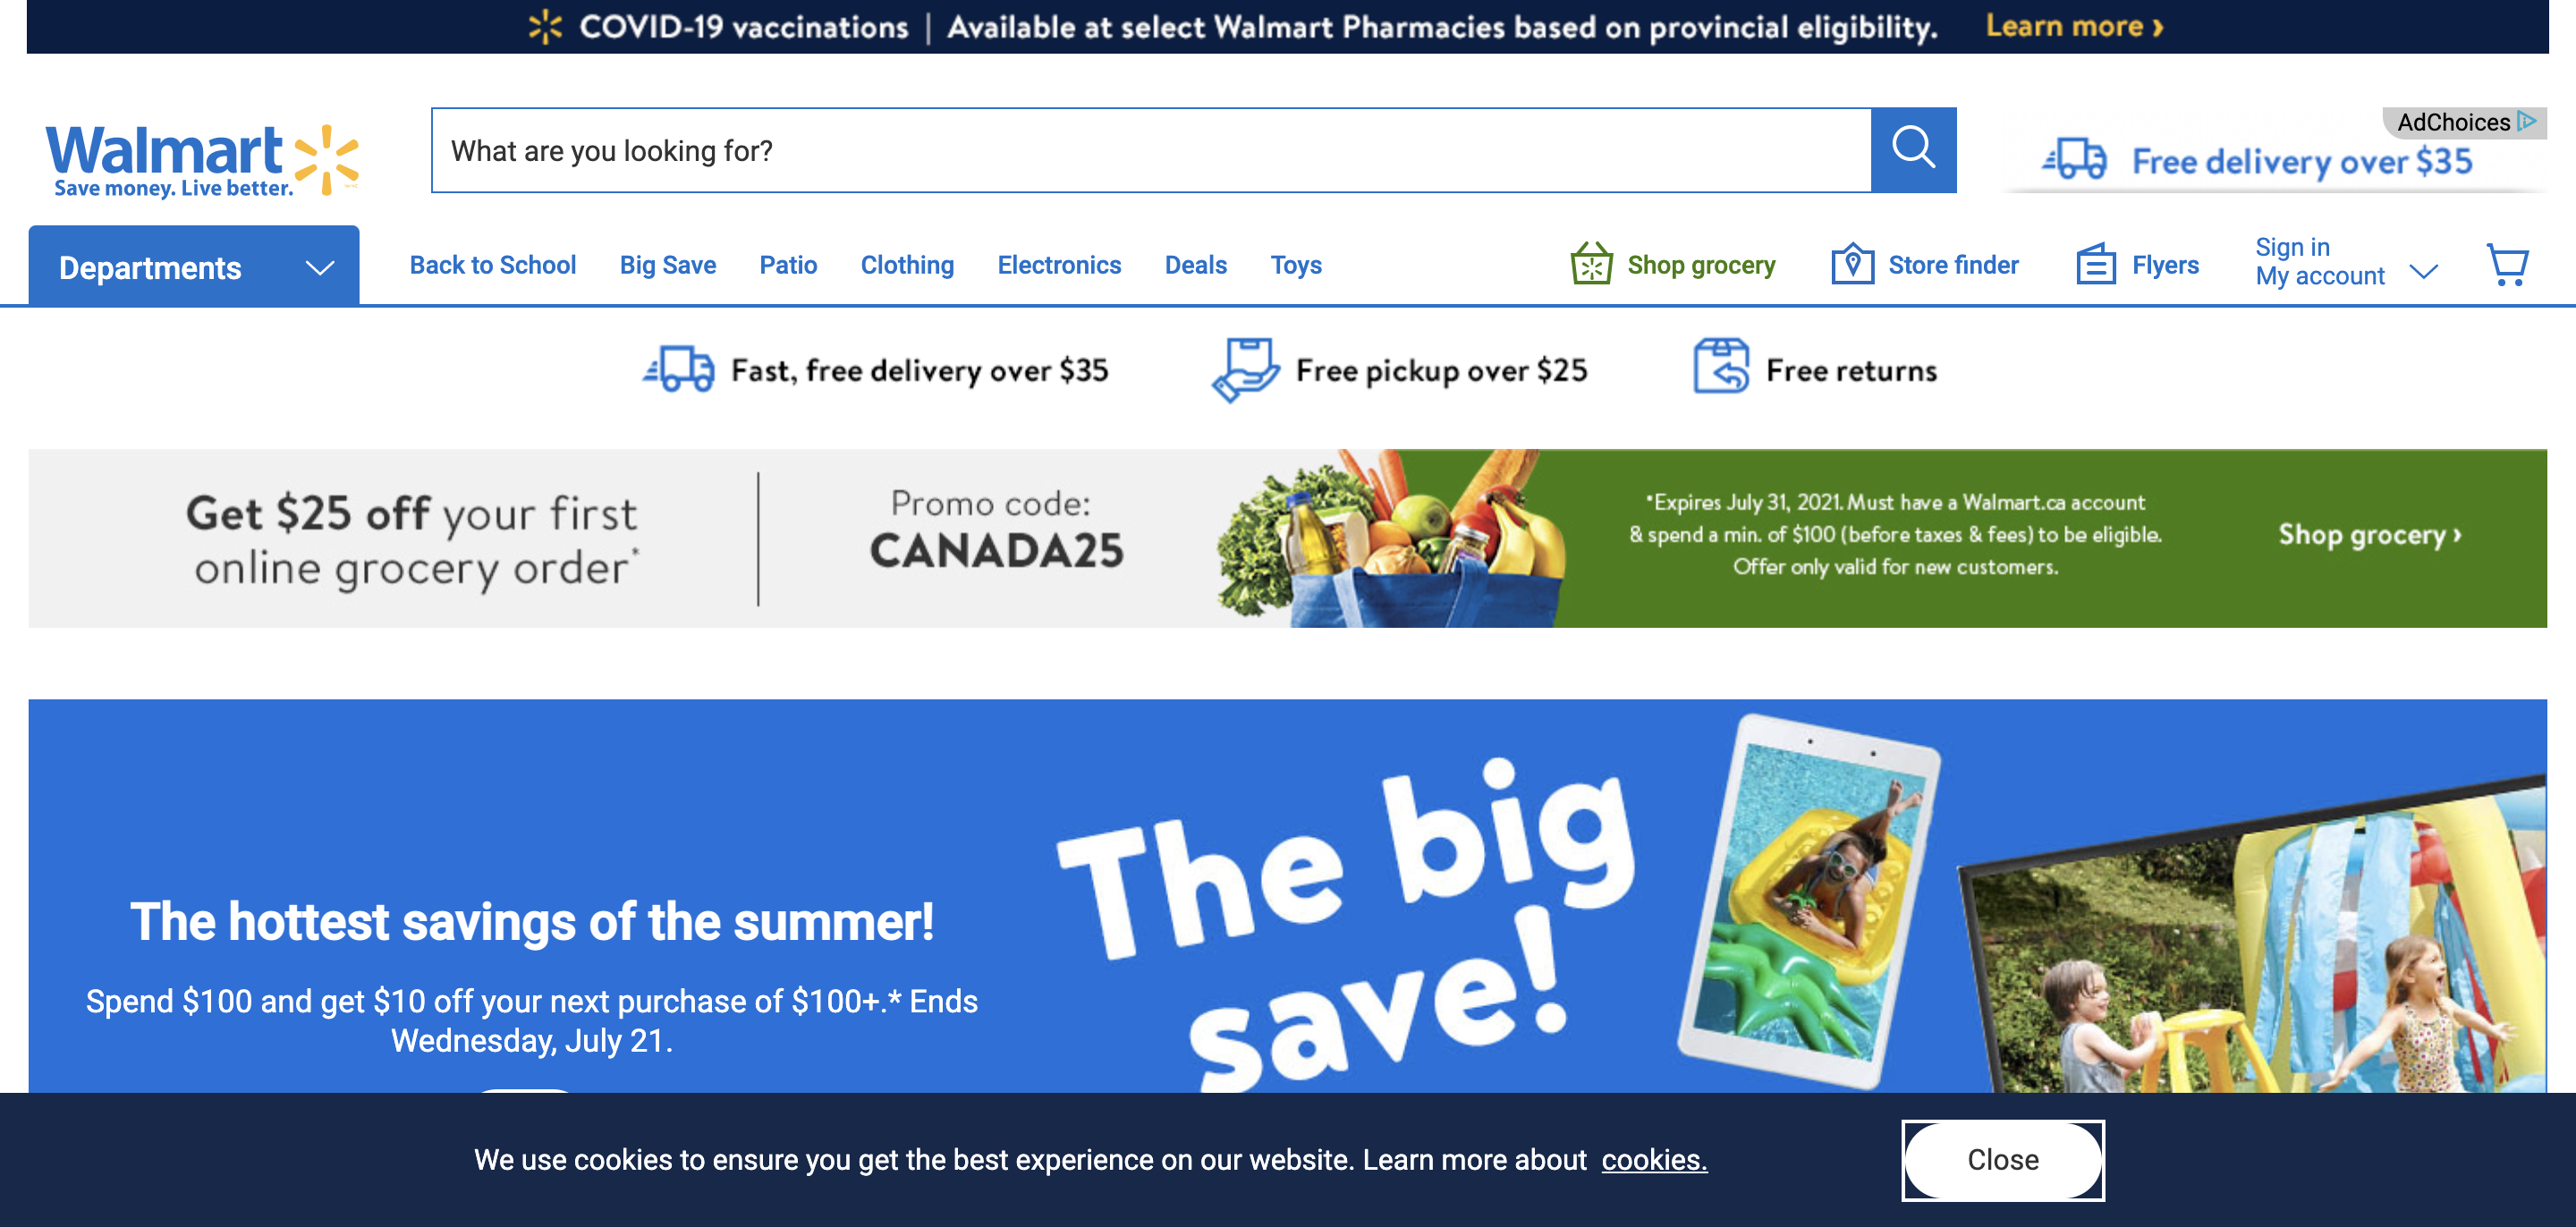 COVID-19 vaccinations | Available at select Walmart Pharmacies based on provincial eligibility. Learn more ›
Walmart
Save money. Live better.
What are you looking for?
AdChoices
Free delivery over $35
Departments
Back to School
Big Save
Patio
Clothing
Electronics
Deals
Toys
Shop grocery
Store finder
Flyers
Sign in
My account
Fast, free delivery over $35
Free pickup over $25
Free returns
Get $25 off your first
online grocery order*
Promo code:
CANADA25
*Expires July 31, 2021. Must have a Walmart.ca account
& spend a min. of $100 (before taxes & fees) to be eligible.
Offer only valid for new customers.
Shop grocery ›
The hottest savings of the summer!
Spend $100 and get $10 off your next purchase of $100+.* Ends
Wednesday, July 21.
The big
save!
We use cookies to ensure you get the best experience on our website. Learn more about cookies.
Close